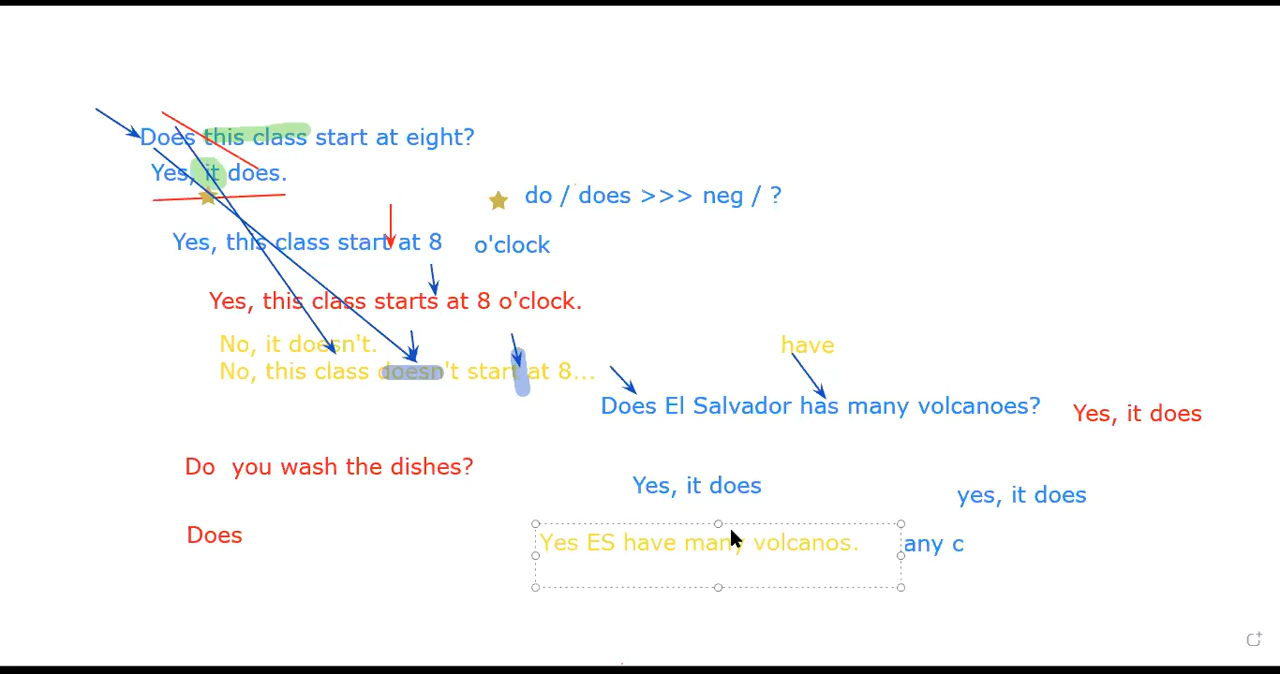 Does this class start at eight?
Yes, it does.
do / does >>> neg / ?
Yes, this class start at 8 o'clock
Yes, this class starts at 8 o'clock.
No, it doesn't.
have
No, this class doesn't start at 8...
Does El Salvador has many volcanoes? Yes, it does
Do you wash the dishes?
Yes, it does
yes, it does
Does
Yes ES have many volcanos.
any c